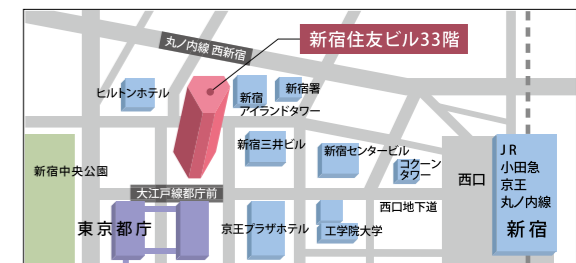 丸ノ内線 西新宿
新宿住友ビル33階
ヒルトンホテル
新宿
アイランドタワー
新宿署
新宿三井ビル
新宿センタービル
コクーン
タワー
新宿中央公園
大江戸線都庁前
東京都庁
京王プラザホテル
工学院大学
西口地下道
西口
JR
小田急
京王
丸ノ内線
新宿